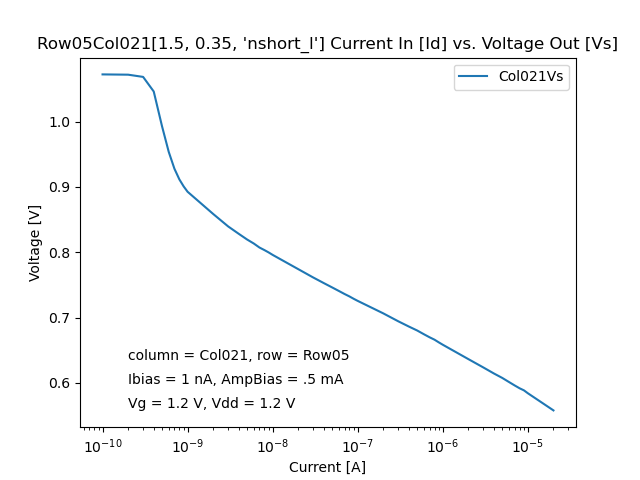 Row05Col021[1.5, 0.35, 'nshort_l'] Current In [Id] vs. Voltage Out [Vs]
Col021Vs
1.0
0.9
0.8
0.7
0.6
Voltage [V]
column = Col021, row = Row05
Ibias = 1 nA, AmpBias = .5 mA
Vg = 1.2 V, Vdd = 1.2 V
10⁻¹⁰ 10⁻⁹ 10⁻⁸ 10⁻⁷ 10⁻⁶ 10⁻⁵
Current [A]